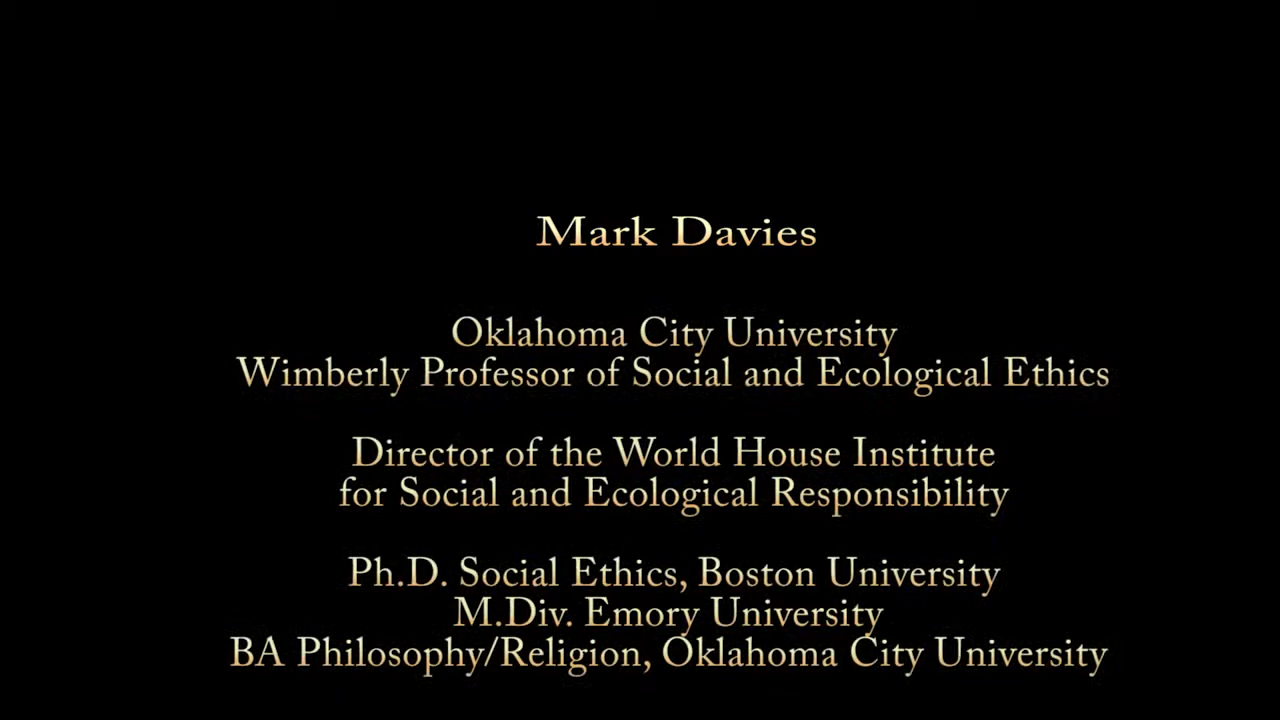 Mark Davies
Oklahoma City University
Wimberly Professor of Social and Ecological Ethics
Director of the World House Institute
for Social and Ecological Responsibility
Ph.D. Social Ethics, Boston University
M.Div. Emory University
BA Philosophy/Religion, Oklahoma City University